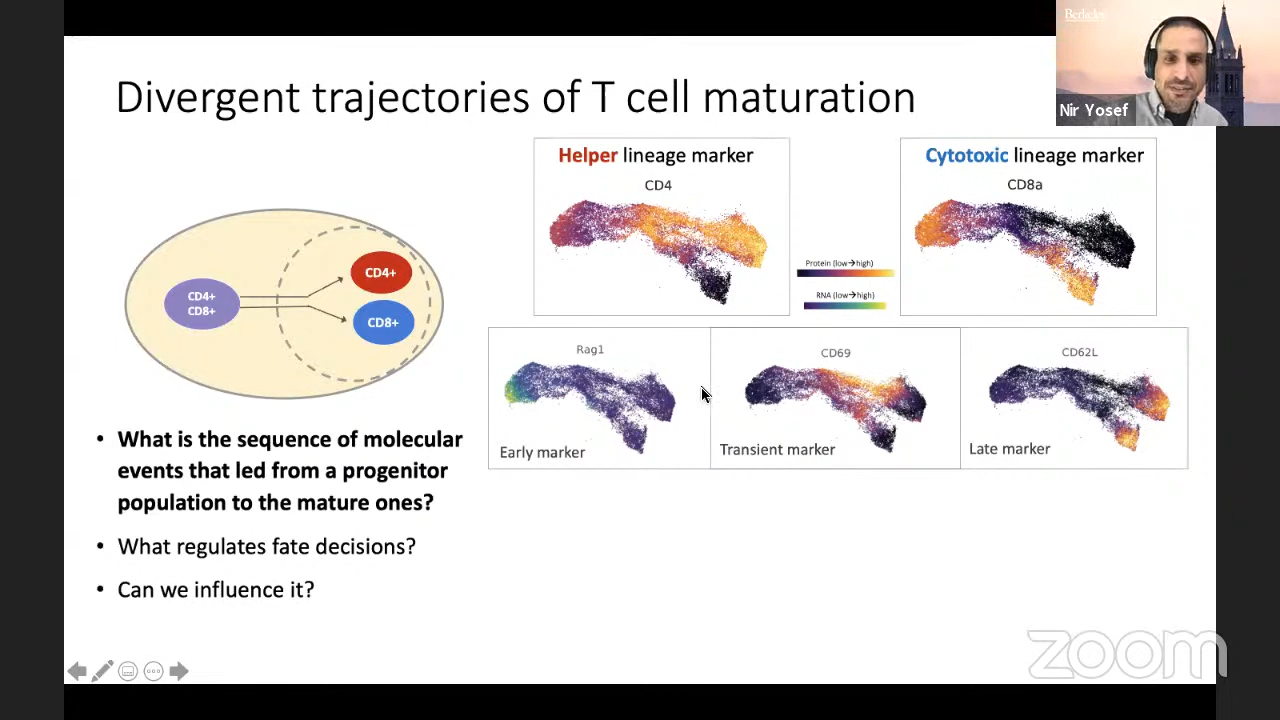 Berkeley
Nir Yosef
Divergent trajectories of T cell maturation
Helper lineage marker
CD4
Cytotoxic lineage marker
CD8a
Protein (low→high)
RNA (low→high)
CD4+
CD8+
CD4+
CD8+
Rag1
Early marker
CD69
Transient marker
CD62L
Late marker
• What is the sequence of molecular
events that led from a progenitor
population to the mature ones?
• What regulates fate decisions?
• Can we influence it?
zoom